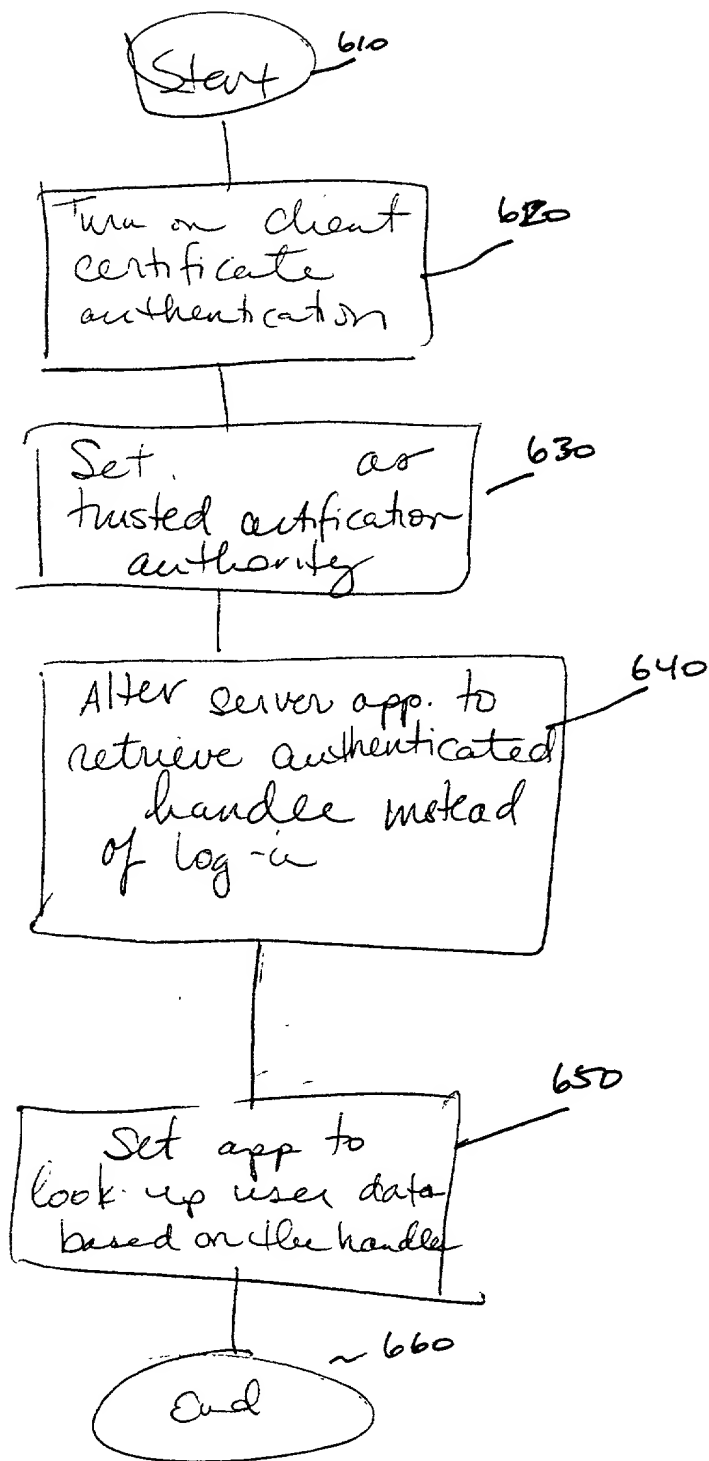 Start
610
Turn on client
certificate
authentication
620
Set. as
trusted certification
authority
630
Alter server app. to
retrieve authenticated
handle instead
of log-in
640
Set app to
look-up user data
based on the handle
650
~ 660
End